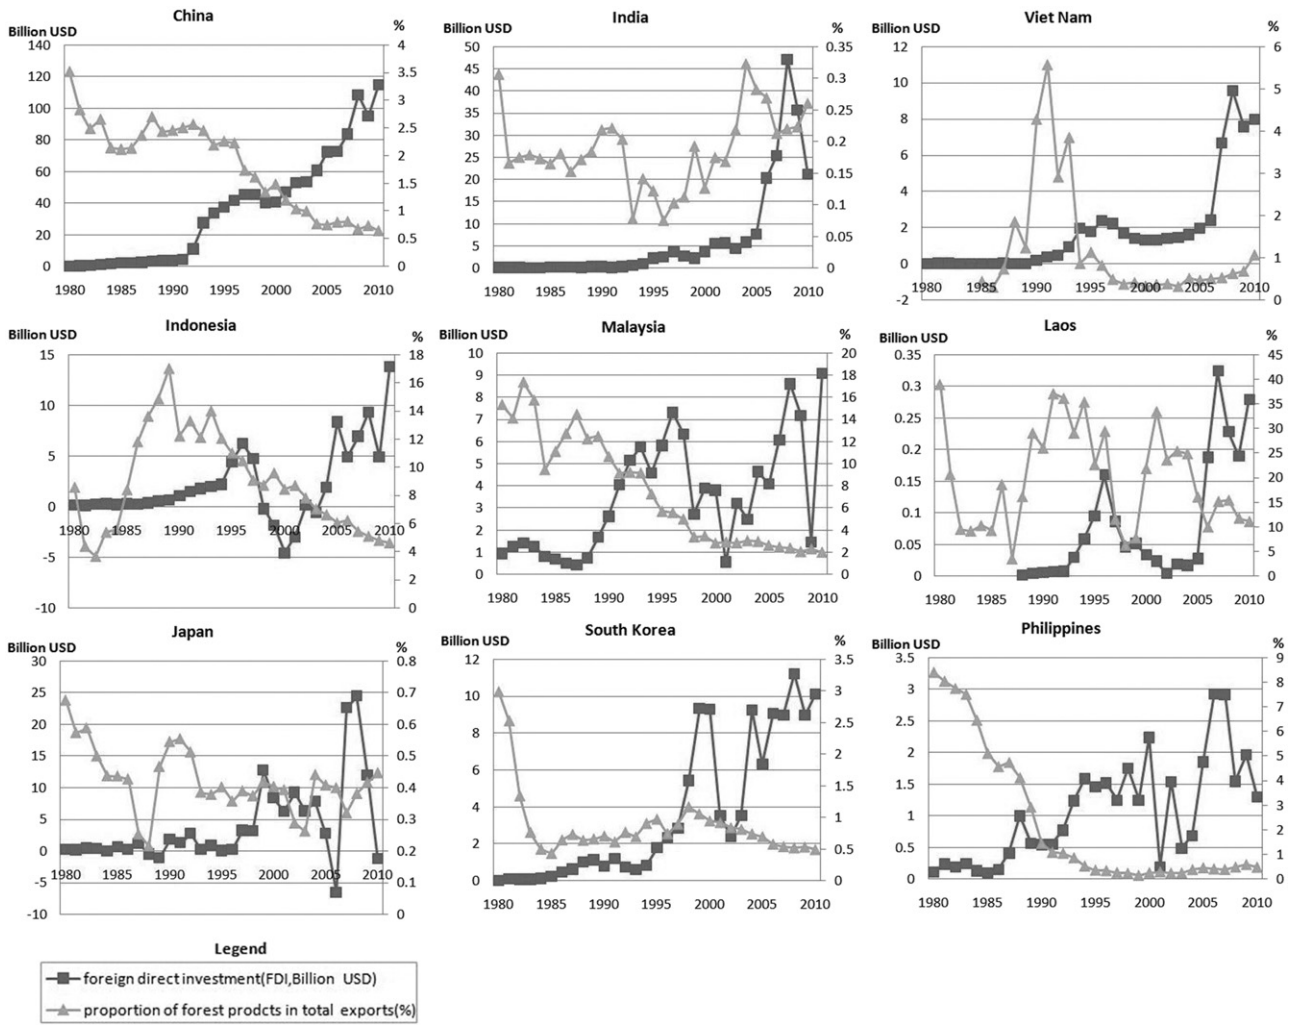 China
Billion USD %
140 4
120 3.5
100 3
80 2.5
60 2
40 1.5
20 1
0 0.5
0
1980 1985 1990 1995 2000 2005 2010
India
Billion USD %
50 0.35
45 0.3
40 0.25
35 0.2
30 0.15
25 0.1
20 0.05
15 0
10
5
0
1980 1985 1990 1995 2000 2005 2010
Viet Nam
Billion USD %
12 6
10 5
8 4
6 3
4 2
2 1
0 0
-2
1980 1985 1990 1995 2000 2005 2010
Indonesia
Billion USD %
15 18
10 16
5 14
0 12
-5 10
-10 8
6
4
2
0
1980 1985 1990 1995 2000 2005 2010
Malaysia
Billion USD %
10 20
9 18
8 16
7 14
6 12
5 10
4 8
3 6
2 4
1 2
0 0
1980 1985 1990 1995 2000 2005 2010
Laos
Billion USD %
0.35 45
0.3 40
0.25 35
0.2 30
0.15 25
0.1 20
0.05 15
0 10
5
0
1980 1985 1990 1995 2000 2005 2010
Japan
Billion USD %
30 0.8
25 0.7
20 0.6
15 0.5
10 0.4
5 0.3
0 0.2
-5 0.1
-10 0
1980 1985 1990 1995 2000 2005 2010
South Korea
Billion USD %
12 3.5
10 3
8 2.5
6 2
4 1.5
2 1
0 0.5
0
1980 1985 1990 1995 2000 2005 2010
Philippines
Billion USD %
3.5 9
3 8
2.5 7
2 6
1.5 5
1 4
0.5 3
0 2
1
0
1980 1985 1990 1995 2000 2005 2010
Legend
foreign direct investment(FDI,Billion USD)
proportion of forest prodcts in total exports(%)